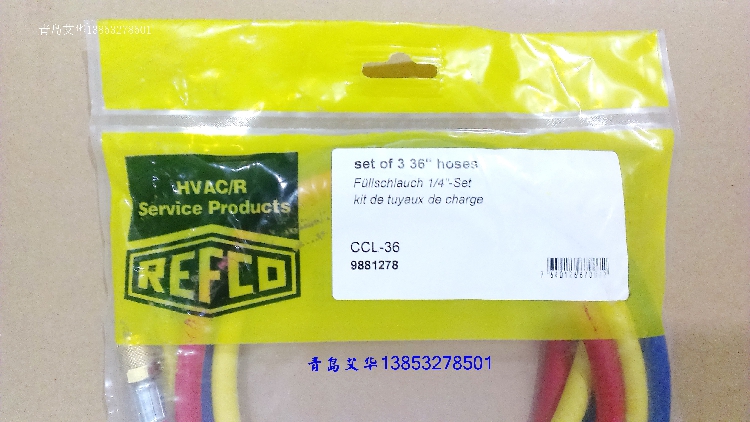 青岛艾华13853278501
HVAC/R
Service Products
REFCO
set of 3 36" hoses
Füllschlauch 1/4"-Set
kit de tuyaux de charge
CCL-36
9881278
青岛艾华13853278501